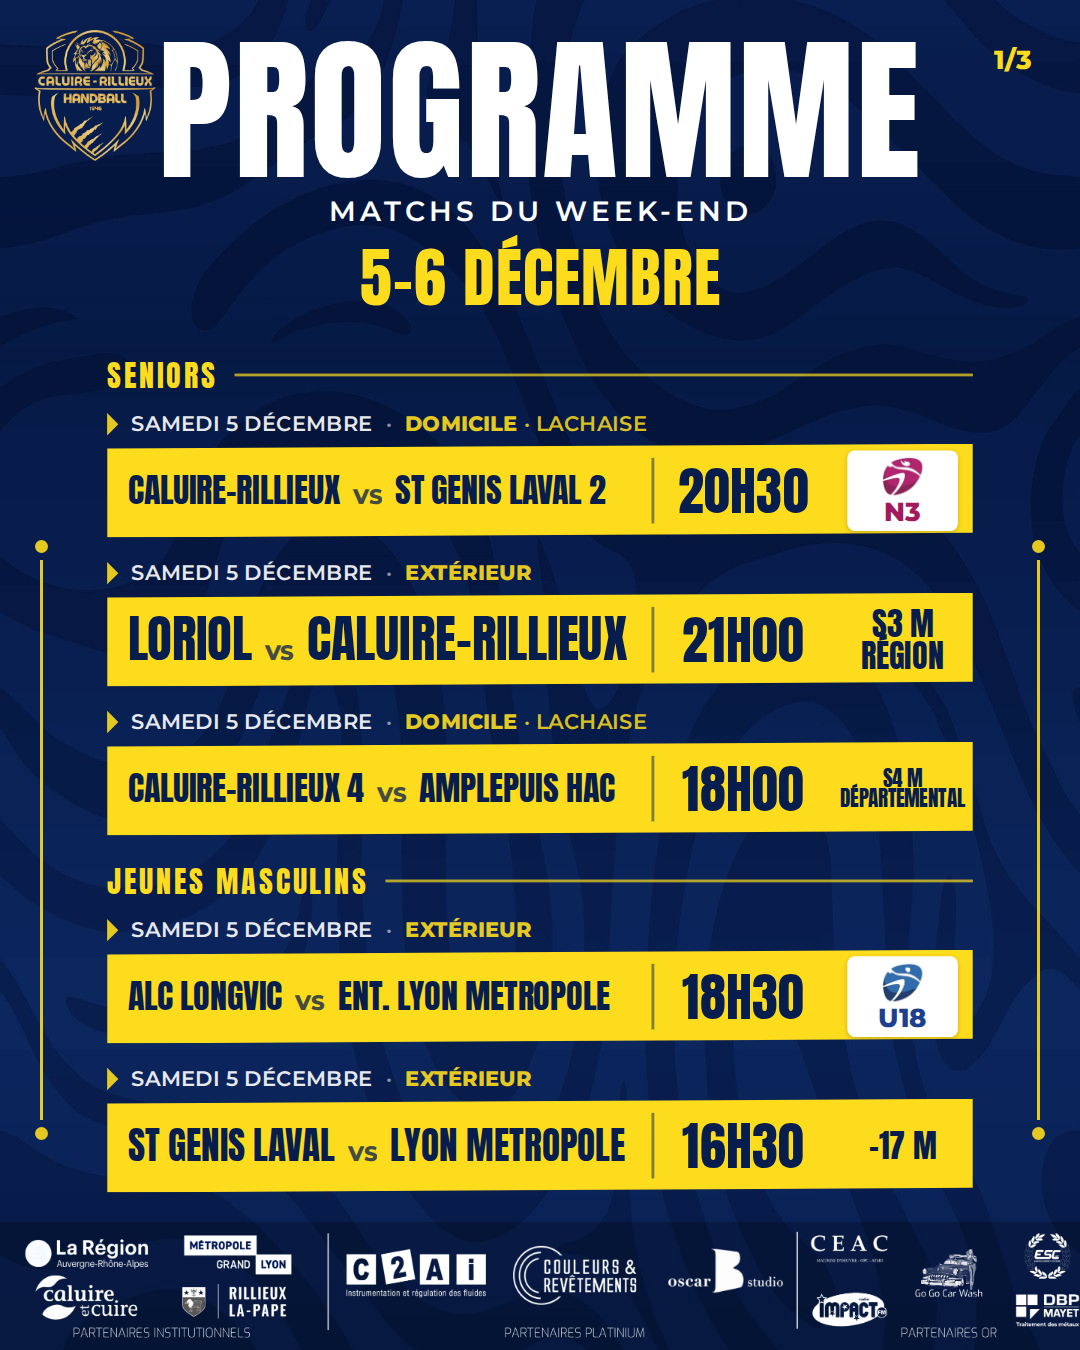 CALUIRE-RILLIEUX
HANDBALL
PROGRAMME
1/3
MATCHS DU WEEK-END
5-6 DÉCEMBRE
SENIORS
SAMEDI 5 DÉCEMBRE · DOMICILE · LACHAISE
CALUIRE-RILLIEUX VS ST GENIS LAVAL 2 20H30 N3
SAMEDI 5 DÉCEMBRE · EXTÉRIEUR
LORIOL VS CALUIRE-RILLIEUX 21H00 S3 M RÉGION
SAMEDI 5 DÉCEMBRE · DOMICILE · LACHAISE
CALUIRE-RILLIEUX 4 VS AMPLEPUIS HAC 18H00 S4 M DÉPARTEMENTAL
JEUNES MASCULINS
SAMEDI 5 DÉCEMBRE · EXTÉRIEUR
ALC LONGVIC VS ENT. LYON METROPOLE 18H30 U18
SAMEDI 5 DÉCEMBRE · EXTÉRIEUR
ST GENIS LAVAL VS LYON METROPOLE 16H30 -17 M
La Région
Auvergne-Rhône-Alpes
MÉTROPOLE
GRAND LYON
caluire
et cuire
RILLIEUX
LA-PAPE
PARTENAIRES INSTITUTIONNELS
C2Ai
Instrumentation et régulation des fluides
COULEURS &
REVÊTEMENTS
oscar B studio
PARTENAIRES PLATINIUM
CEAC
radio
IMPACT FM
Go Go Car Wash
ESC
DBP
MAYET
Traitement des métaux
PARTENAIRES OR